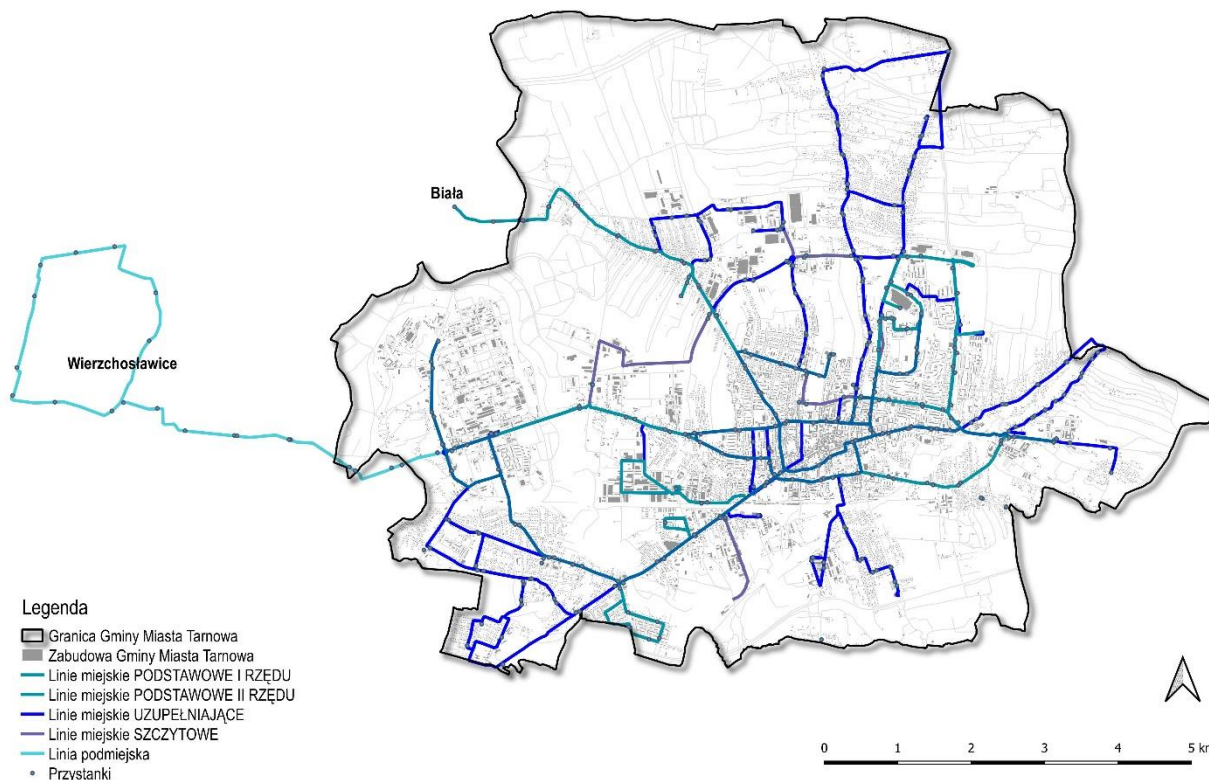 Biała
Wierzchosławice
Legenda
Granica Gminy Miasta Tarnowa
Zabudowa Gminy Miasta Tarnowa
Linie miejskie PODSTAWOWE I RZĘDU
Linie miejskie PODSTAWOWE II RZĘDU
Linie miejskie UZUPEŁNIAJĄCE
Linie miejskie SZCZYTOWE
Linia podmiejska
Przystanki
0 1 2 3 4 5 km